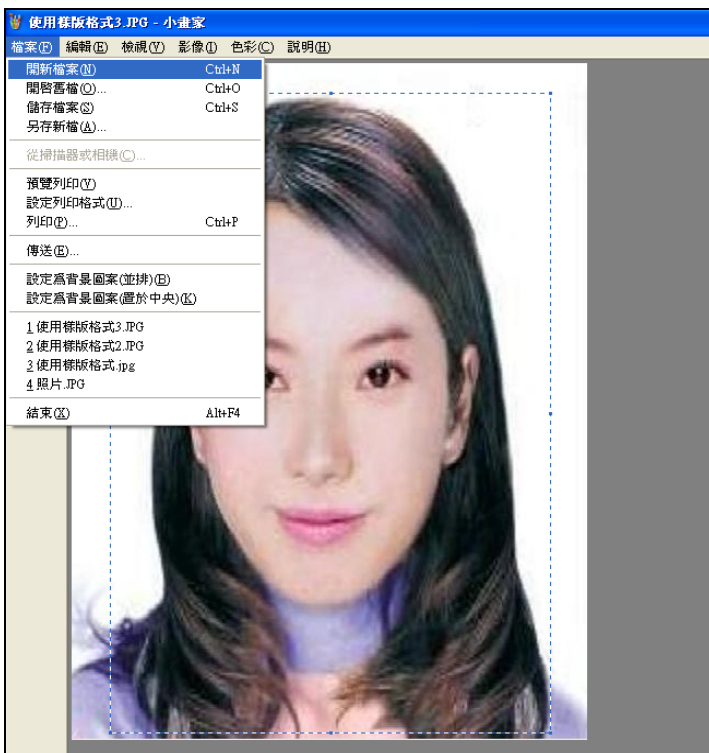 使用樣版格式3.JPG - 小畫家
檔案(F) 編輯(E) 檢視(V) 影像(I) 色彩(C) 說明(H)
開新檔案(N) Ctrl+N
開啓舊檔(O)... Ctrl+O
儲存檔案(S) Ctrl+S
另存新檔(A)...
從掃描器或相機(C)...
預覽列印(V)
設定列印格式(U)...
列印(P)... Ctrl+P
傳送(E)...
設定爲背景圖案(並排)(B)
設定爲背景圖案(置於中央)(K)
1 使用樣版格式3.JPG
2 使用樣版格式2.JPG
3 使用樣版格式.jpg
4 照片.JPG
結束(X) Alt+F4